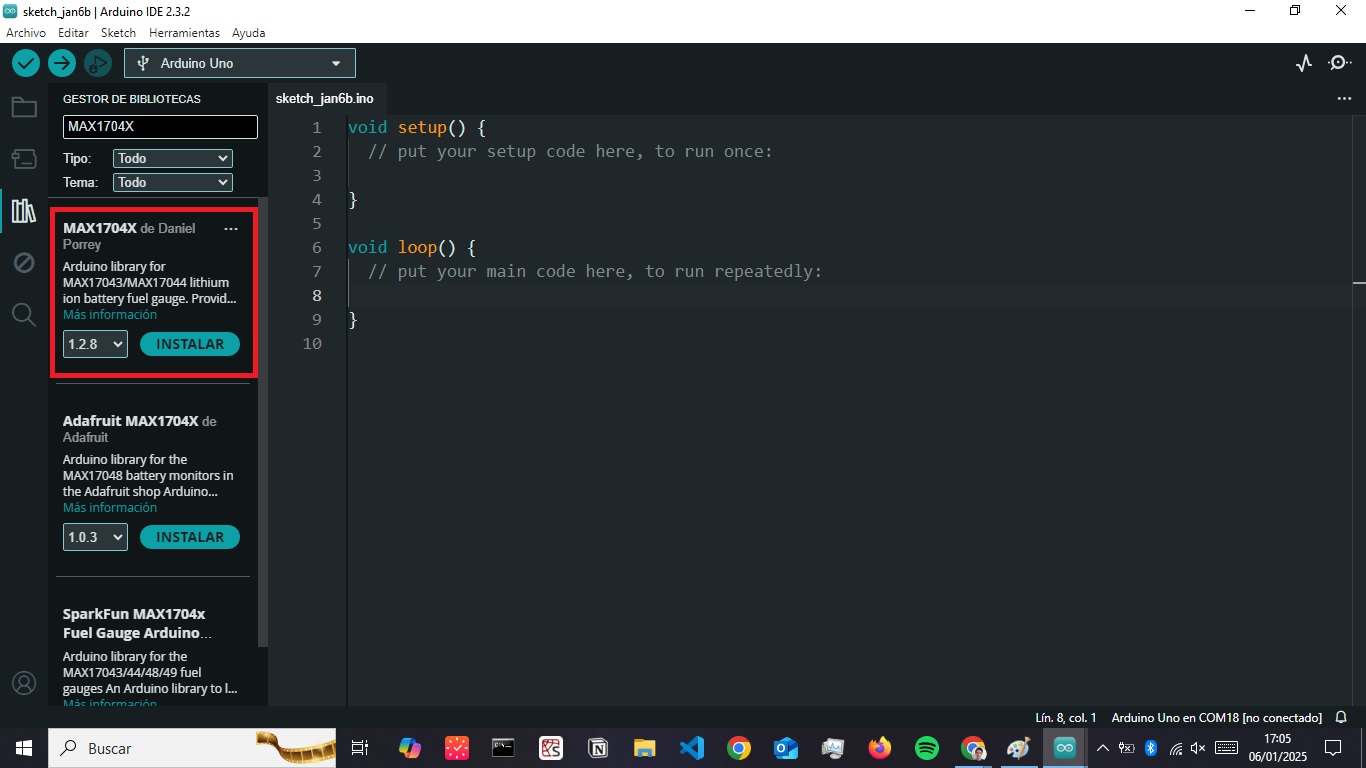 sketch_jan6b | Arduino IDE 2.3.2
Archivo Editar Sketch Herramientas Ayuda
Arduino Uno
GESTOR DE BIBLIOTECAS
MAX1704X
Tipo: Todo
Tema: Todo
MAX1704X de Daniel
Porrey
Arduino library for
MAX17043/MAX17044 lithium
ion battery fuel gauge. Provid...
Más información
1.2.8 INSTALAR
Adafruit MAX1704X de
Adafruit
Arduino library for the
MAX17048 battery monitors in
the Adafruit shop Arduino...
Más información
1.0.3 INSTALAR
SparkFun MAX1704x
Fuel Gauge Arduino...
Arduino library for the
MAX17043/44/48/49 fuel
gauges An Arduino library to l...
Más información
sketch_jan6b.ino
1 void setup() {
2 // put your setup code here, to run once:
3
4 }
5
6 void loop() {
7 // put your main code here, to run repeatedly:
8
9 }
10
Lín. 8, col. 1 Arduino Uno en COM18 [no conectado]
Buscar
17:05
06/01/2025